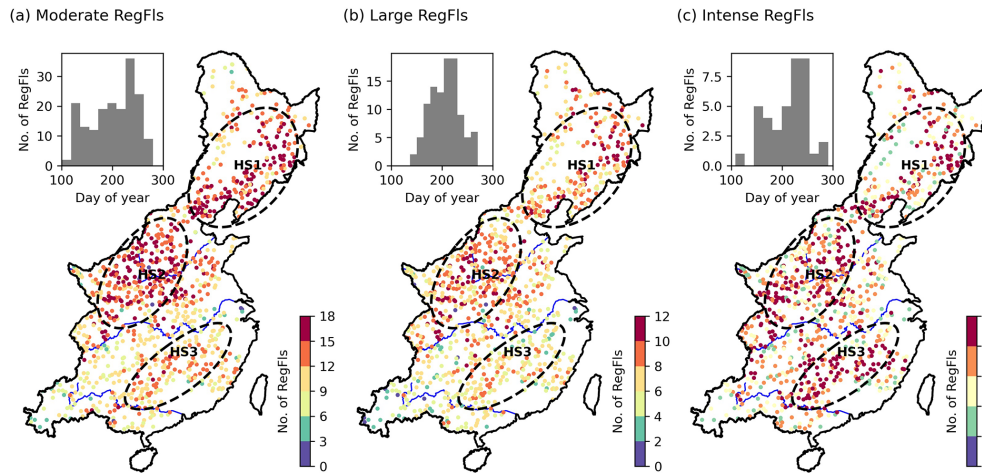 (a) Moderate RegFls
(b) Large RegFls
(c) Intense RegFls
No. of RegFls
30
20
10
0
100
200
300
Day of year
HS1
HS2
HS3
No. of RegFls
18
15
12
9
6
3
0
No. of RegFls
15
10
5
0
100
200
300
Day of year
HS1
HS2
HS3
No. of RegFls
12
10
8
6
4
2
0
No. of RegFls
7.5
5.0
2.5
0.0
100
200
300
Day of year
HS1
HS2
HS3
No. of RegFls